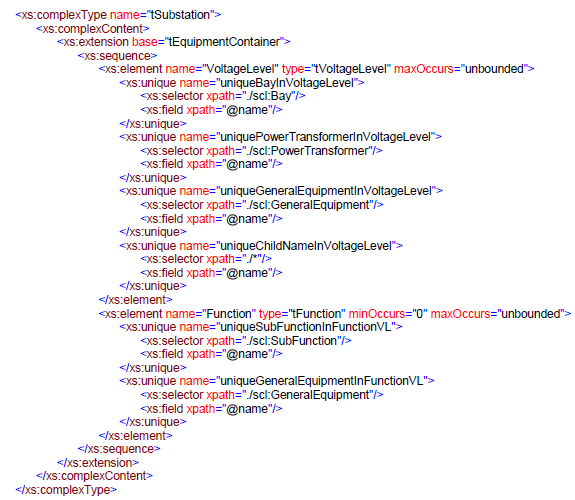 <xs:complexType name="tSubstation">
<xs:complexContent>
<xs:extension base="tEquipmentContainer">
<xs:sequence>
<xs:element name="VoltageLevel" type="tVoltageLevel" maxOccurs="unbounded">
<xs:unique name="uniqueBayInVoltageLevel">
<xs:selector xpath="./scl:Bay"/>
<xs:field xpath="@name"/>
</xs:unique>
<xs:unique name="uniquePowerTransformerInVoltageLevel">
<xs:selector xpath="./scl:PowerTransformer"/>
<xs:field xpath="@name"/>
</xs:unique>
<xs:unique name="uniqueGeneralEquipmentInVoltageLevel">
<xs:selector xpath="./scl:GeneralEquipment"/>
<xs:field xpath="@name"/>
</xs:unique>
<xs:unique name="uniqueChildNameInVoltageLevel">
<xs:selector xpath="./*"/>
<xs:field xpath="@name"/>
</xs:unique>
</xs:element>
<xs:element name="Function" type="tFunction" minOccurs="0" maxOccurs="unbounded">
<xs:unique name="uniqueSubFunctionInFunctionVL">
<xs:selector xpath="./scl:SubFunction"/>
<xs:field xpath="@name"/>
</xs:unique>
<xs:unique name="uniqueGeneralEquipmentInFunctionVL">
<xs:selector xpath="./scl:GeneralEquipment"/>
<xs:field xpath="@name"/>
</xs:unique>
</xs:element>
</xs:sequence>
</xs:extension>
</xs:complexContent>
</xs:complexType>